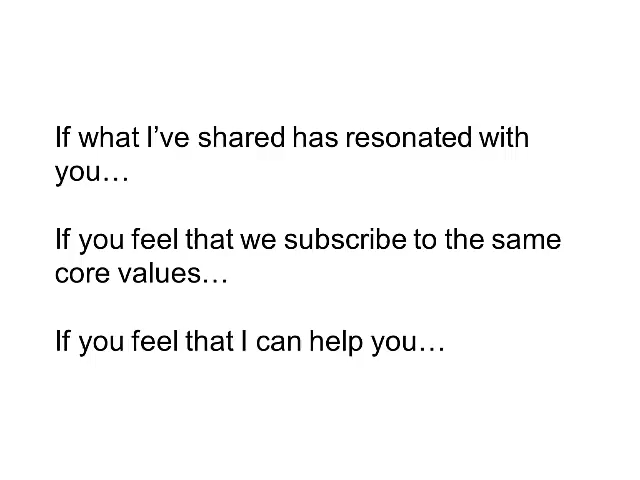 If what I’ve shared has resonated with
you…
If you feel that we subscribe to the same
core values…
If you feel that I can help you…